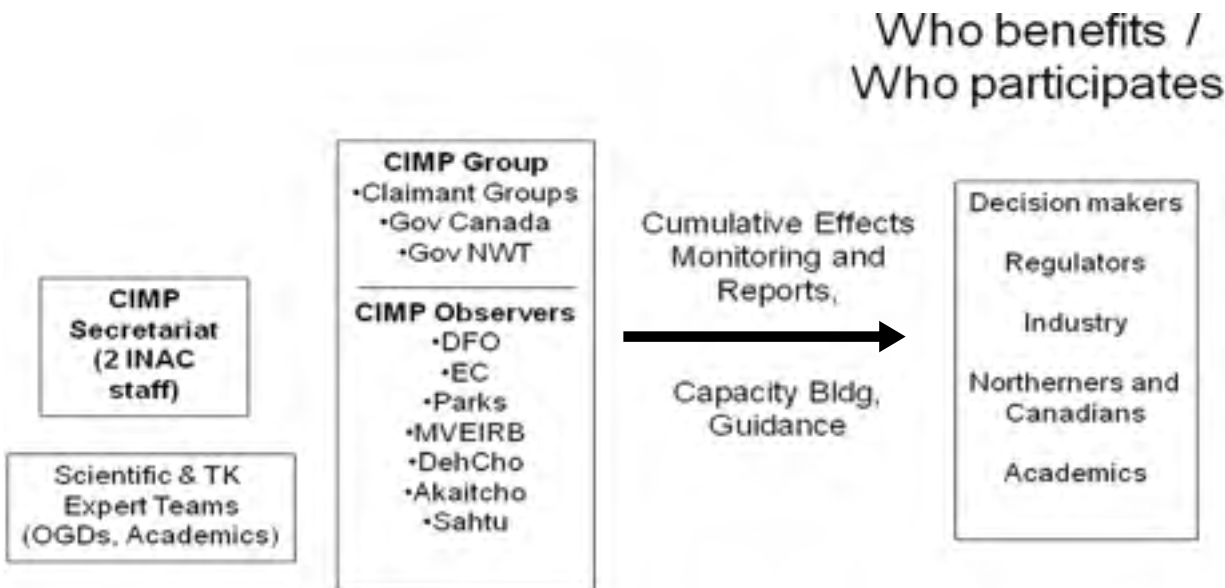 Who benefits /
Who participates
CIMP
Secretariat
(2 INAC
staff)
Scientific & TK
Expert Teams
(OGDs, Academics)
CIMP Group
•Claimant Groups
•Gov Canada
•Gov NWT
CIMP Observers
•DFO
•EC
•Parks
•MVEIRB
•DehCho
•Akaitcho
•Sahtu
Cumulative Effects
Monitoring and
Reports,
Capacity Bldg,
Guidance
Decision makers
Regulators
Industry
Northerners and
Canadians
Academics